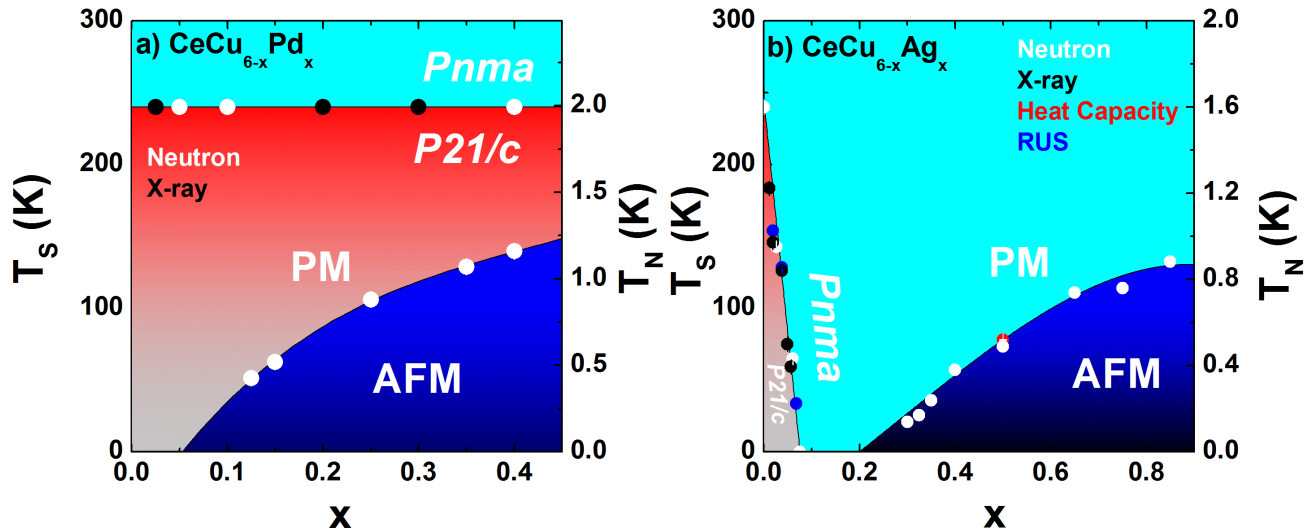 a) CeCu6-xPdx
Pnma
P21/c
Neutron
X-ray
PM
AFM
300
200
100
0
TS (K)
2.0
1.5
1.0
0.5
0.0
TN (K)
0.0 0.1 0.2 0.3 0.4
x
b) CeCu6-xAgx
Neutron
X-ray
Heat Capacity
RUS
PM
Pnma
P21/c
AFM
300
200
100
0
TS (K)
2.0
1.6
1.2
0.8
0.4
0.0
TN (K)
0.0 0.2 0.4 0.6 0.8
x